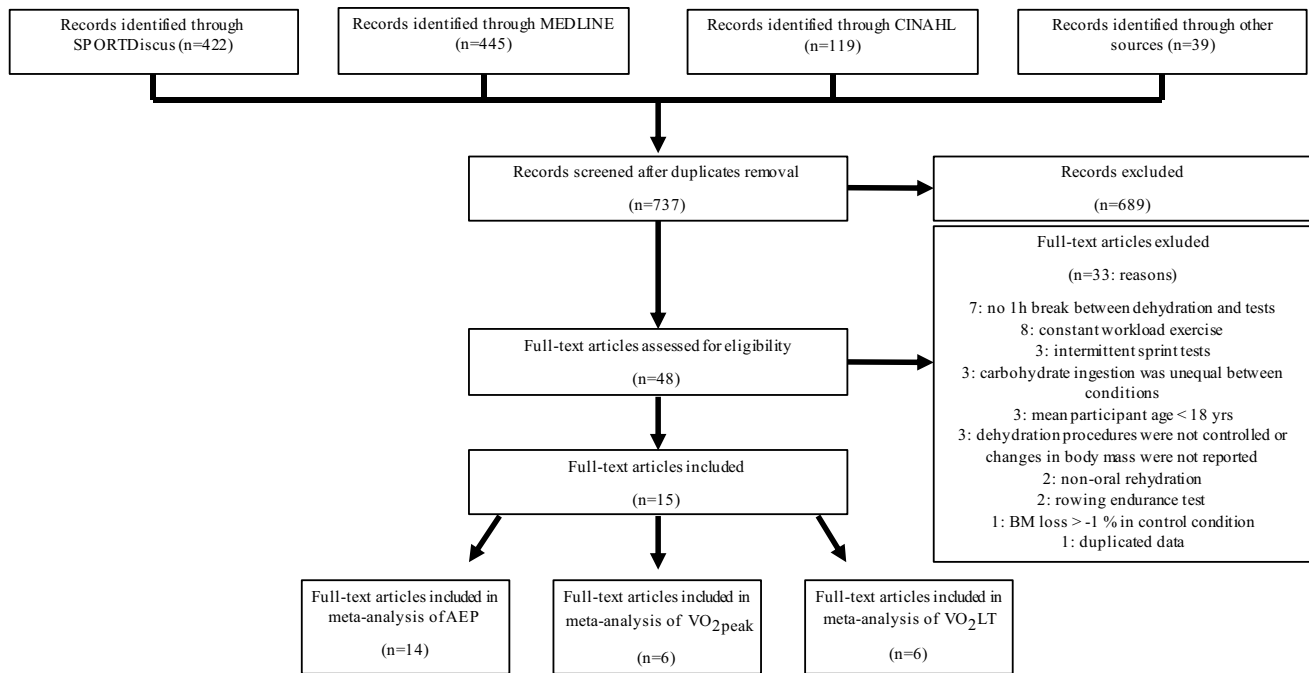 Records identified through
SPORTDiscus (n=422)
Records identified through MEDLINE
(n=445)
Records identified through CINAHL
(n=119)
Records identified through other
sources (n=39)
Records screened after duplicates removal
(n=737)
Records excluded
(n=689)
Full-text articles exluded
(n=33: reasons)
7: no 1h break between dehydration and tests
8: constant workload exercise
3: intermittent sprint tests
3: carbohydrate ingestion was unequal between
conditions
3: mean participant age < 18 yrs
3: dehydration procedures were not controlled or
changes in body mass were not reported
2: non-oral rehydration
2: rowing endurance test
1: BM loss > -1 % in control condition
1: duplicated data
Full-text articles assessed for eligibility
(n=48)
Full-text articles included
(n=15)
Full-text articles included in
meta-analysis of AEP
(n=14)
Full-text articles included in
meta-analysis of VO2peak
(n=6)
Full-text articles included in
meta-analysis of VO2LT
(n=6)